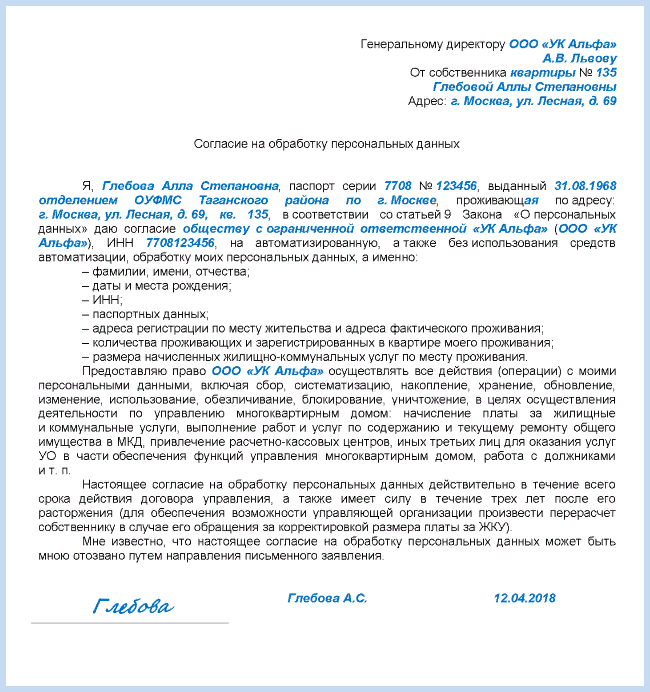 Генеральному директору ООО «УК Альфа»
А.В. Львову
От собственника квартиры № 135
Глебовой Аллы Степановны
Адрес: г. Москва, ул. Лесная, д. 69
Согласие на обработку персональных данных
Я, Глебова Алла Степановна, паспорт серии 7708 № 123456, выданный 31.08.1968
отделением ОУФМС Таганского района по г. Москве, проживающая по адресу:
г. Москва, ул. Лесная, д. 69, кв. 135, в соответствии со статьей 9 Закона «О персональных
данных» даю согласие обществу с ограниченной ответственной «УК Альфа» (ООО «УК
Альфа»), ИНН 7708123456, на автоматизированную, а также без использования средств
автоматизации, обработку моих персональных данных, а именно:
– фамилии, имени, отчества;
– даты и места рождения;
– ИНН;
– паспортных данных;
– адреса регистрации по месту жительства и адреса фактического проживания;
– количества проживающих и зарегистрированных в квартире моего проживания;
– размера начисленных жилищно-коммунальных услуг по месту проживания.
Предоставляю право ООО «УК Альфа» осуществлять все действия (операции) с моими
персональными данными, включая сбор, систематизацию, накопление, хранение, обновление,
изменение, использование, обезличивание, блокирование, уничтожение, в целях осуществления
деятельности по управлению многоквартирным домом: начисление платы за жилищные
и коммунальные услуги, выполнение работ и услуг по содержанию и текущему ремонту общего
имущества в МКД, привлечение расчетно-кассовых центров, иных третьих лиц для оказания услуг
УО в части обеспечения функций управления многоквартирным домом, работа с должниками
и т. п.
Настоящее согласие на обработку персональных данных действительно в течение всего
срока действия договора управления, а также имеет силу в течение трех лет после его
расторжения (для обеспечения возможности управляющей организации произвести перерасчет
собственнику в случае его обращения за корректировкой размера платы за ЖКУ).
Мне известно, что настоящее согласие на обработку персональных данных может быть
мною отозвано путем направления письменного заявления.
Глебова Глебова А.С. 12.04.2018